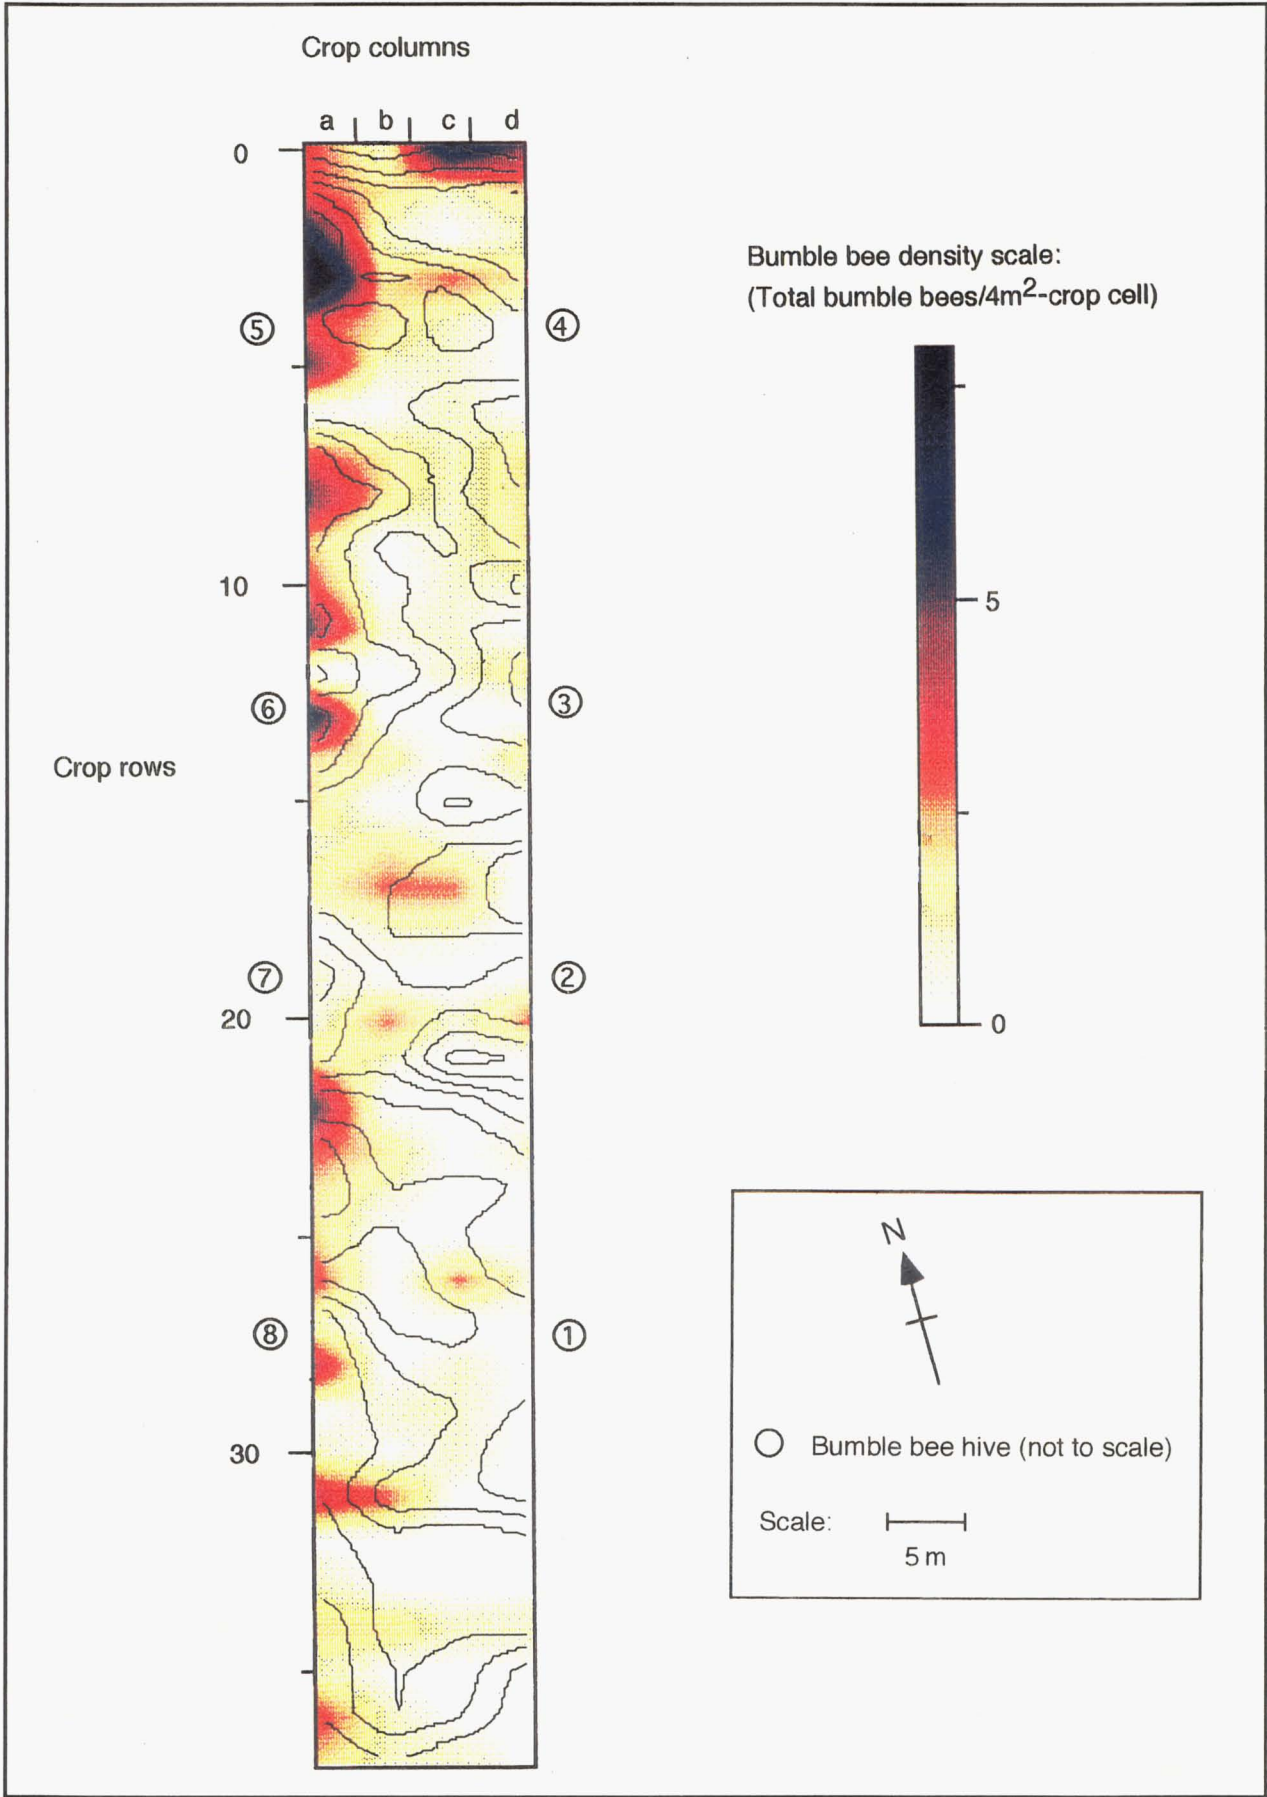 Crop columns
a b c d
0
Bumble bee density scale:
(Total bumble bees/4m²-crop cell)
⑤ ④
10
5
⑥ ③
Crop rows
⑦ ②
20
0
N
⑧ ①
30
Bumble bee hive (not to scale)
Scale:
5 m